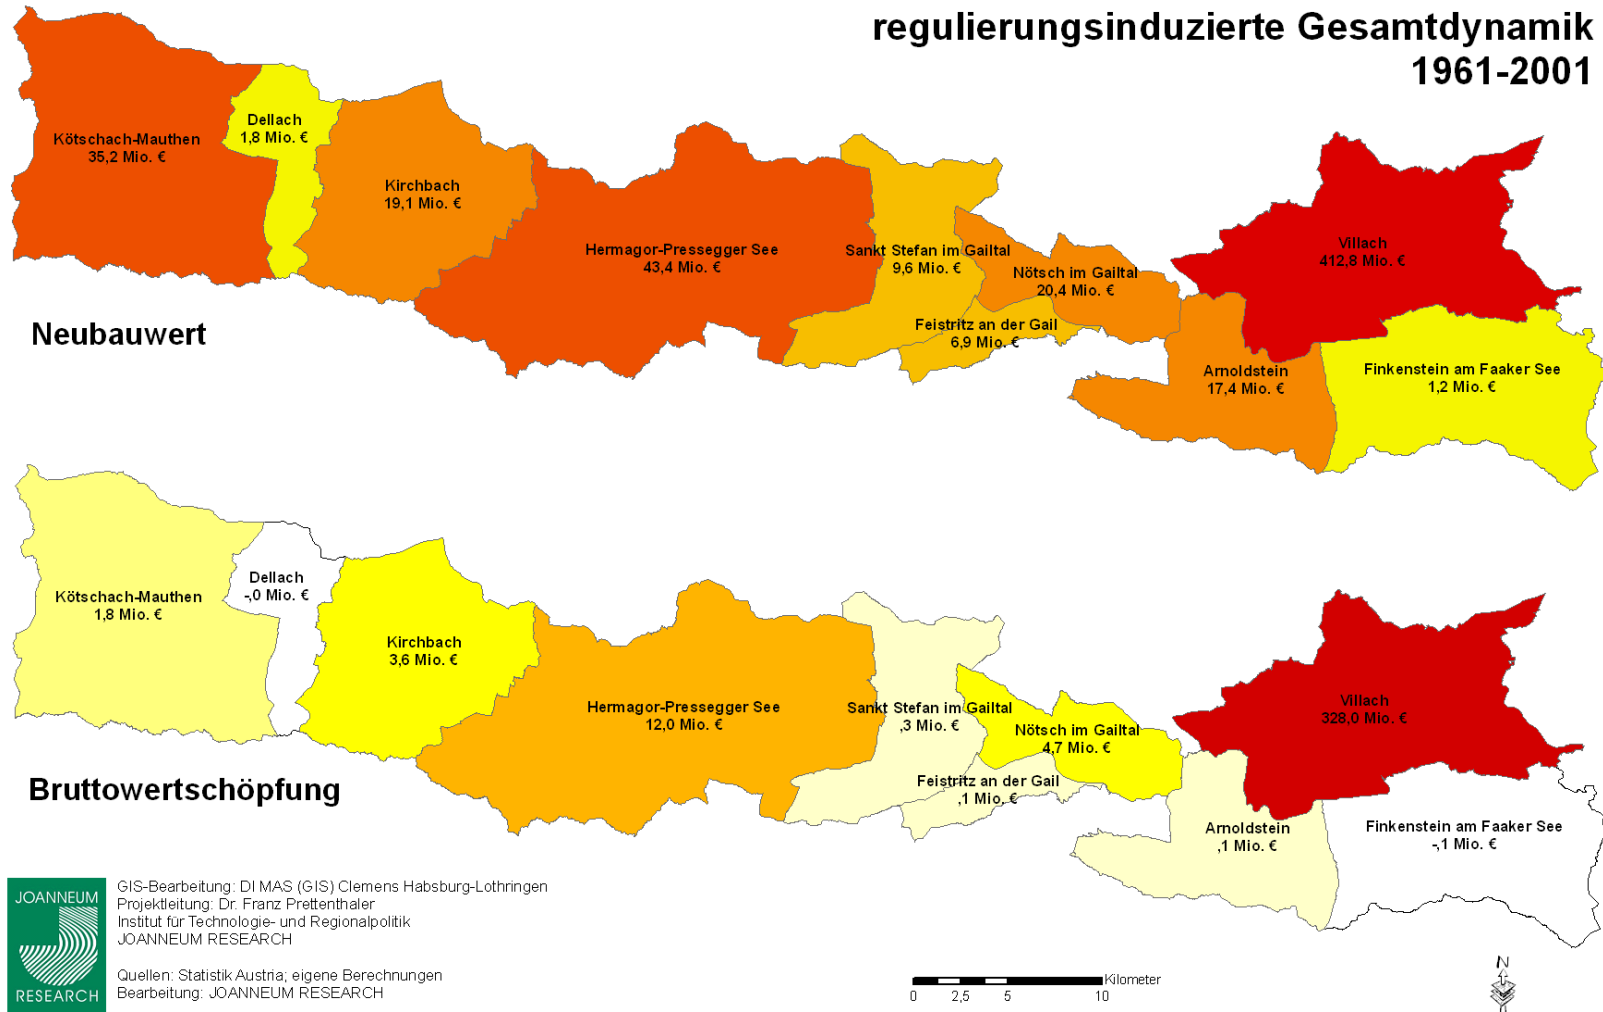 regulierungsinduzierte Gesamtdynamik
1961-2001
Kötschach-Mauthen
35,2 Mio. €
Dellach
1,8 Mio. €
Kirchbach
19,1 Mio. €
Hermagor-Pressegger See
43,4 Mio. €
Sankt Stefan im Gailtal
9,6 Mio. €
Nötsch im Gailtal
20,4 Mio. €
Feistritz an der Gail
6,9 Mio. €
Villach
412,8 Mio. €
Arnoldstein
17,4 Mio. €
Finkenstein am Faaker See
1,2 Mio. €
Neubauwert
Kötschach-Mauthen
1,8 Mio. €
Dellach
-,0 Mio. €
Kirchbach
3,6 Mio. €
Hermagor-Pressegger See
12,0 Mio. €
Sankt Stefan im Gailtal
,3 Mio. €
Nötsch im Gailtal
4,7 Mio. €
Feistritz an der Gail
,1 Mio. €
Villach
328,0 Mio. €
Arnoldstein
,1 Mio. €
Finkenstein am Faaker See
-,1 Mio. €
Bruttowertschöpfung
JOANNEUM
RESEARCH
GIS-Bearbeitung: DI MAS (GIS) Clemens Habsburg-Lothringen
Projektleitung: Dr. Franz Prettenthaler
Institut für Technologie- und Regionalpolitik
JOANNEUM RESEARCH
Quellen: Statistik Austria; eigene Berechnungen
Bearbeitung: JOANNEUM RESEARCH
Kilometer
0 2,5 5 10
N